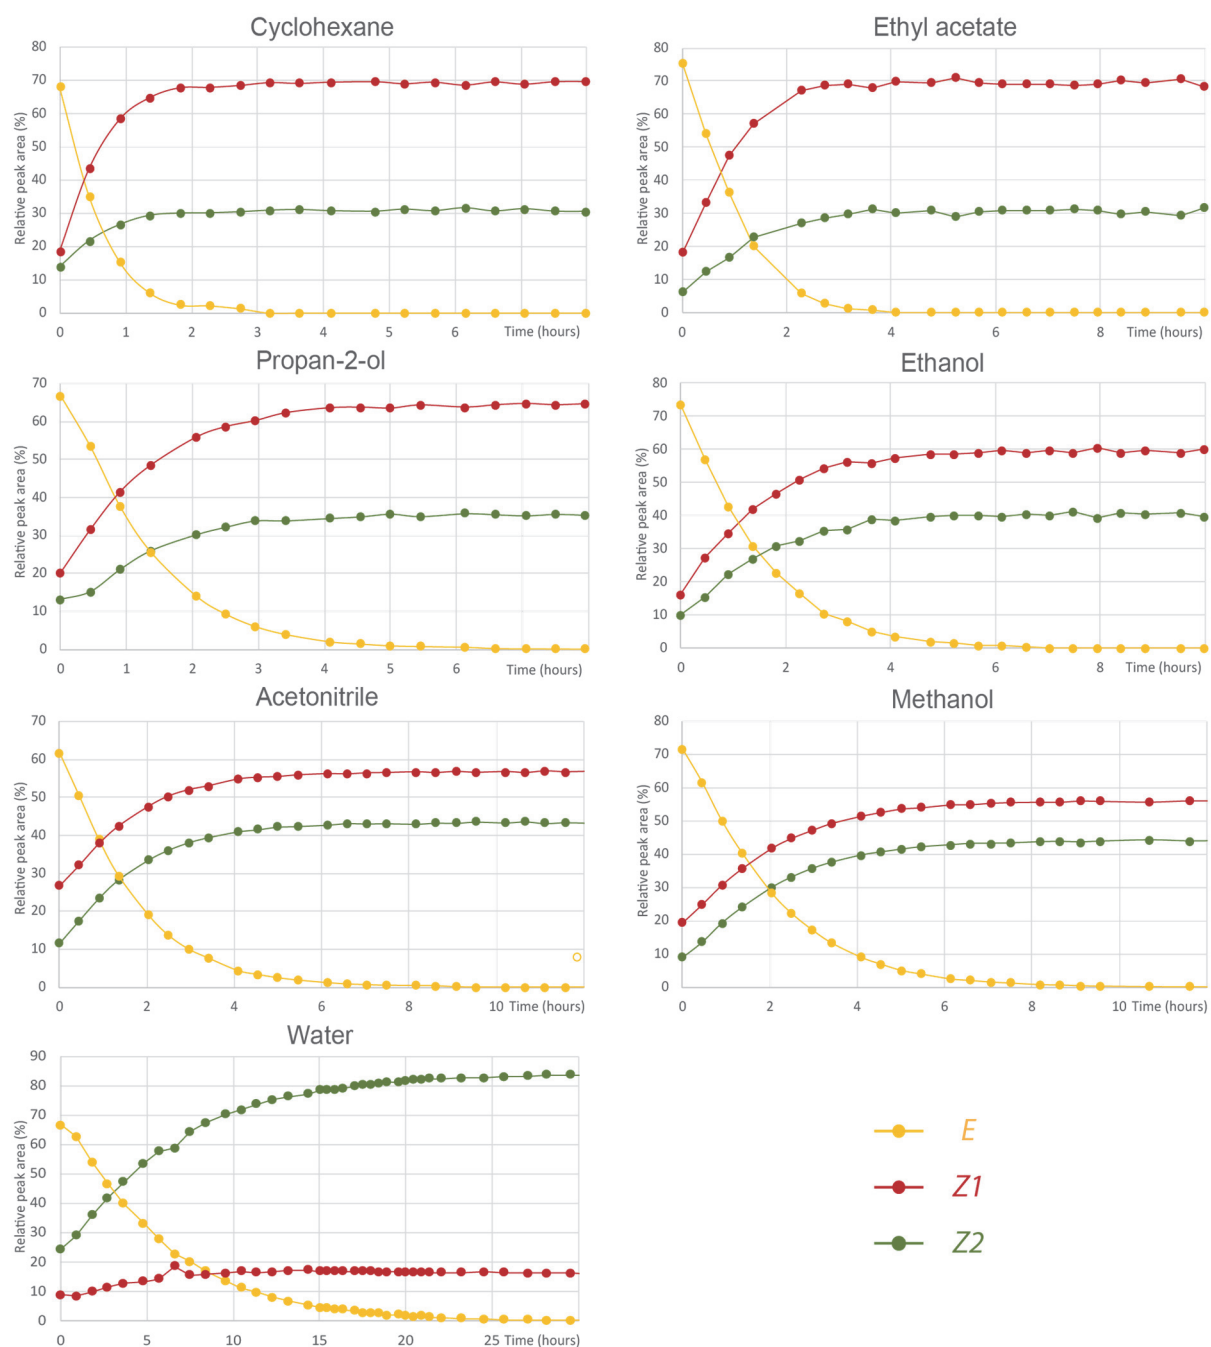 Cyclohexane
Relative peak area (%)
80
70
60
50
40
30
20
10
0
0 1 2 3 4 5 6 Time (hours)
Ethyl acetate
Relative peak area (%)
80
70
60
50
40
30
20
10
0
0 2 4 6 8 Time (hours)
Propan-2-ol
Relative peak area (%)
70
60
50
40
30
20
10
0
0 1 2 3 4 5 6 Time (hours)
Ethanol
Relative peak area (%)
80
70
60
50
40
30
20
10
0
0 2 4 6 8 Time (hours)
Acetonitrile
Relative peak area (%)
70
60
50
40
30
20
10
0
0 2 4 6 8 10 Time (hours)
Methanol
Relative peak area (%)
80
70
60
50
40
30
20
10
0
0 2 4 6 8 10 Time (hours)
Water
Relative peak area (%)
90
80
70
60
50
40
30
20
10
0
0 5 10 15 20 25 Time (hours)
E
Z1
Z2